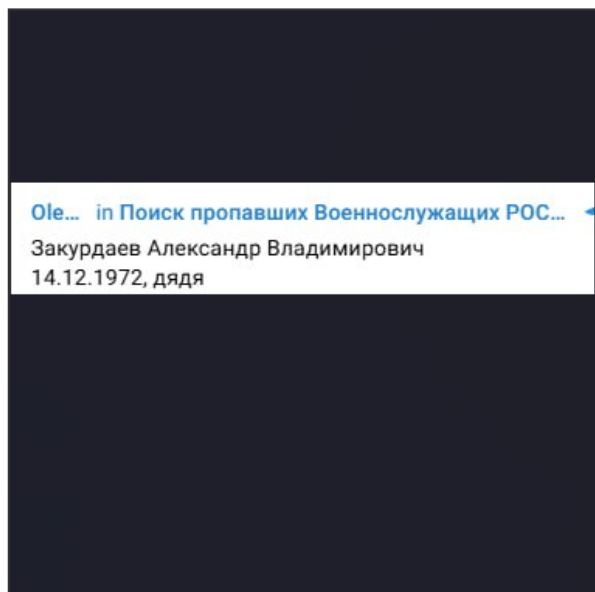 Ole... in Поиск пропавших Военнослужащих РОС...
Закурдаев Александр Владимирович
14.12.1972, дядя